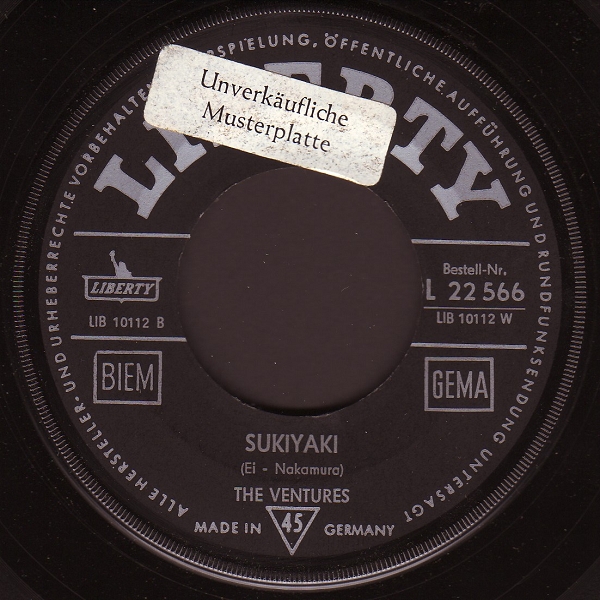 ALLE HERSTELLER- UND URHEBERRECHTE VORBEHALTE SPIELUNG, ÖFFENTLICHE AUFFÜHRUNG UND RUNDFUNKSENDUNG UNTERSAGT
LIBERTY
Unverkäufliche
Musterplatte
LIBERTY
LIB 10112 B
Bestell-Nr.
L 22 566
LIB 10112 W
BIEM
GEMA
SUKIYAKI
(Ei - Nakamura)
THE VENTURES
MADE IN 45 GERMANY